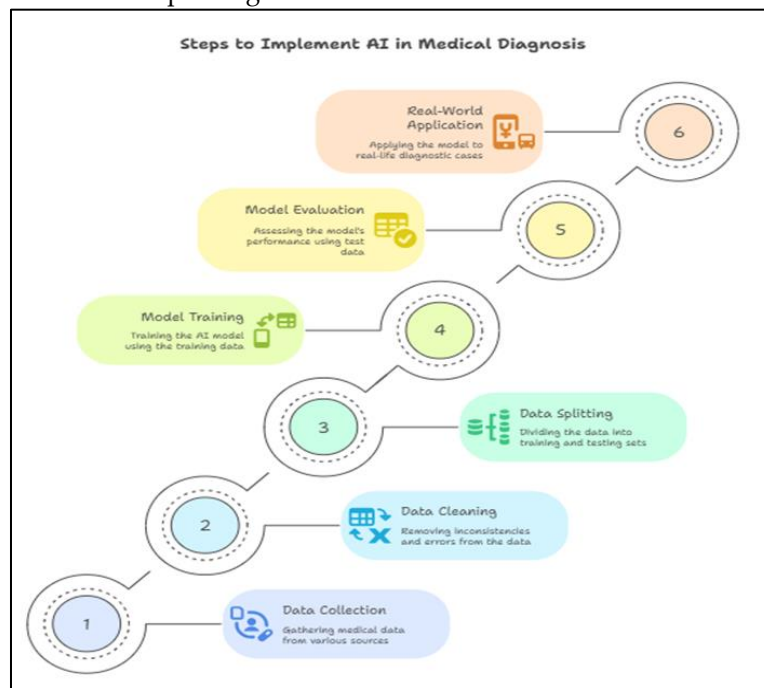 Steps to Implement AI in Medical Diagnosis
Real-World
Application
Applying the model to
real-life diagnostic cases
6
Model Evaluation
Assessing the model's
performance using test
data
5
Model Training
Training the AI model
using the training data
4
3
Data Splitting
Dividing the data into
training and testing sets
2
Data Cleaning
Removing inconsistencies
and errors from the data
1
Data Collection
Gathering medical data
from various sources